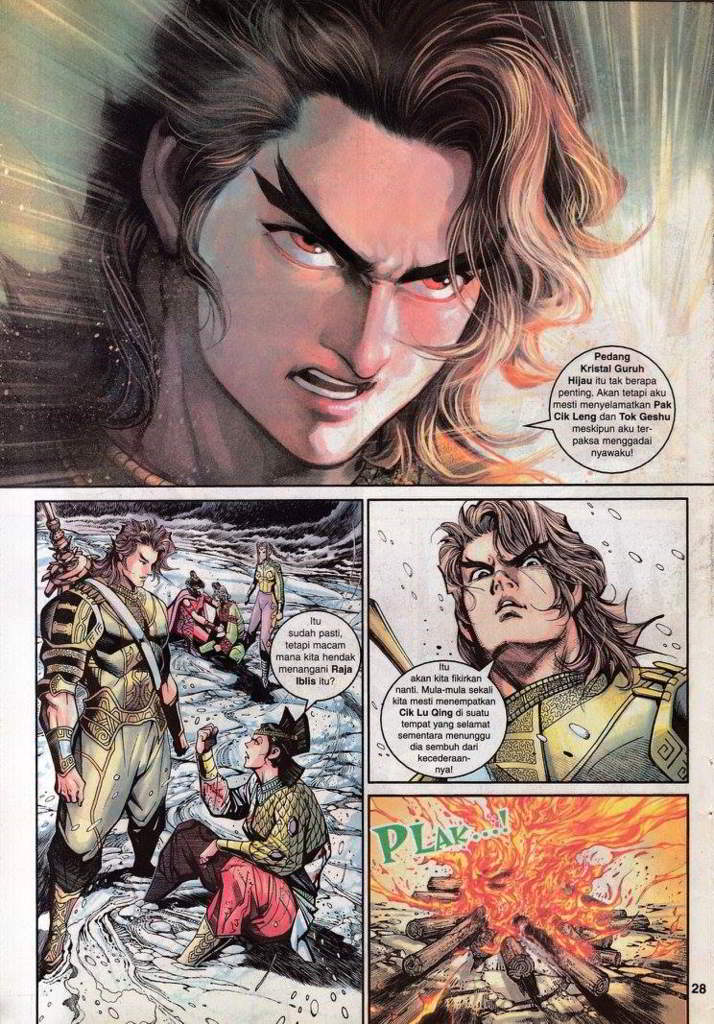 Pedang
Kristal Guruh
Hijau itu tak berapa
penting. Akan tetapi aku
mesti menyelamatkan Pak
Cik Leng dan Tok Geshu
meskipun aku ter-
paksa menggadai
nyawaku!
Itu
sudah pasti,
tetapi macam
mana kita hendak
menangani Raja
Iblis itu?
Itu
akan kita fikirkan
nanti. Mula-mula sekali
kita mesti menempatkan
Cik Lu Qing di suatu
tempat yang selamat
sementara menunggu
dia sembuh dari
kecederaan-
nya!
PLAK...!
28